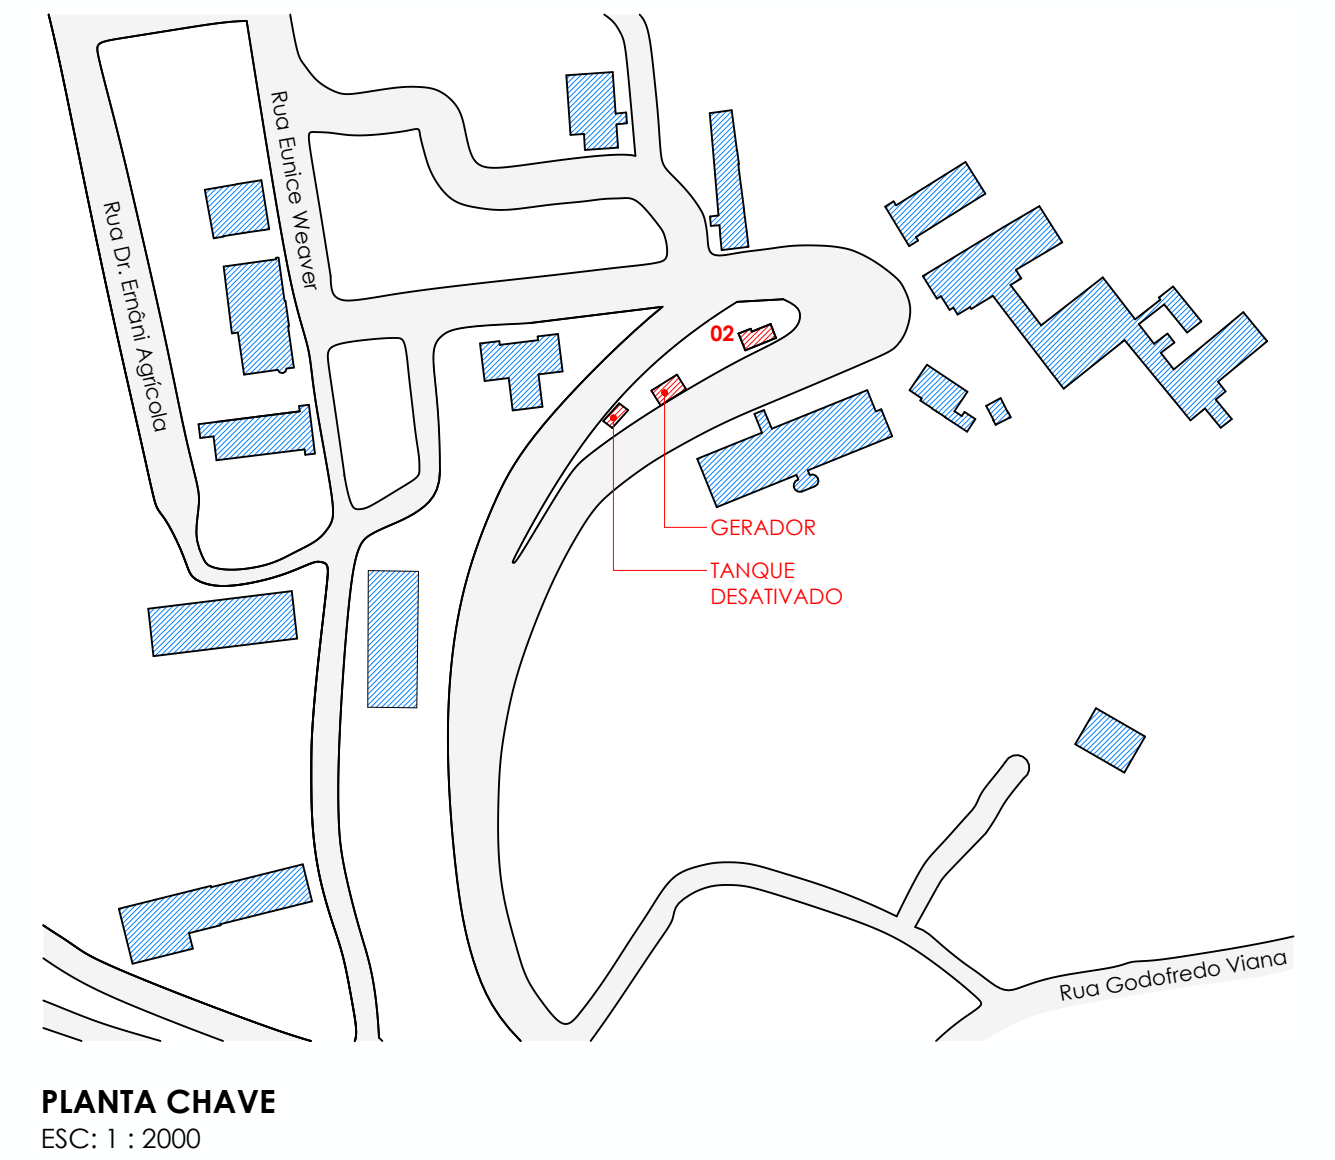 Rua Eunice Weaver
Rua Dr. Ernâni Agrícola
02
GERADOR
TANQUE
DESATIVADO
Rua Godofredo Viana
PLANTA CHAVE
ESC: 1 : 2000